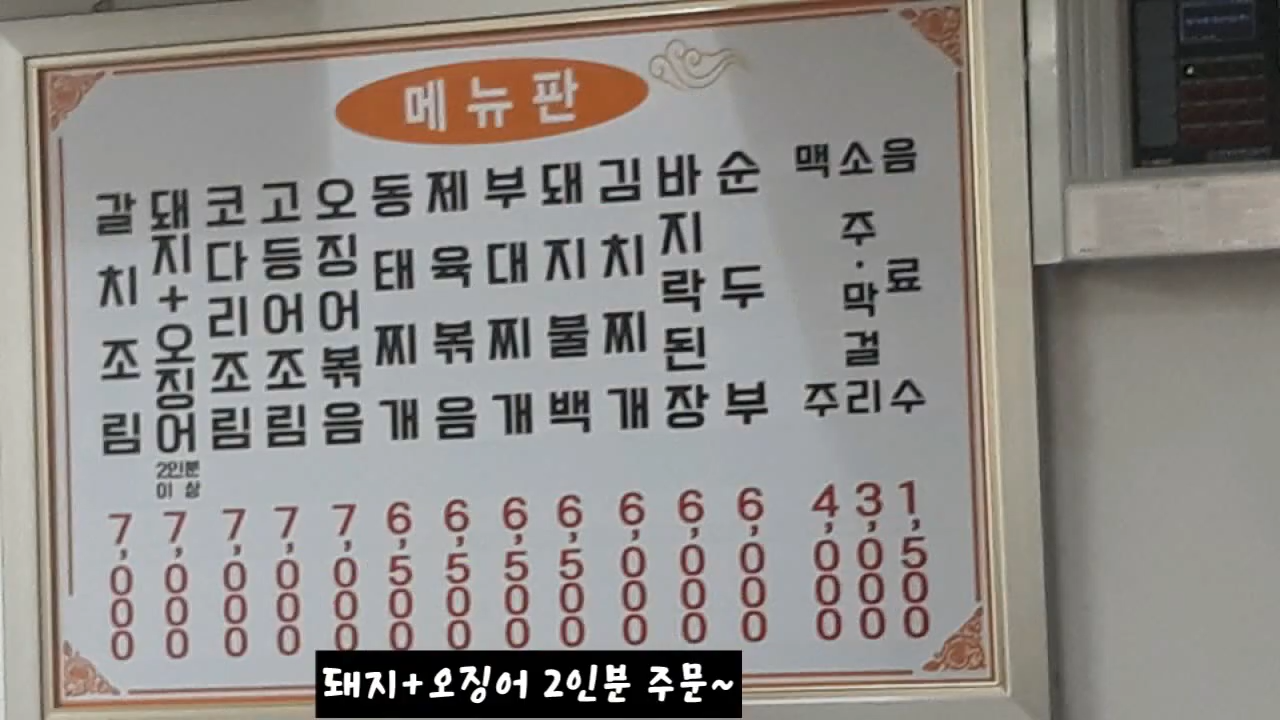 메뉴판
갈치조림 7,000
돼지+오징어 2인분 이상 7,000
코다리조림 7,000
고등어조림 7,000
오징어볶음 7,000
동태찌개 6,500
제육볶음 6,500
부대찌개 6,500
돼지불백 6,500
김치찌개 6,000
바지락된장 6,000
순두부 6,000
맥주 4,000
소주·막걸리 3,000
음료수 1,500
돼지+오징어 2인분 주문~